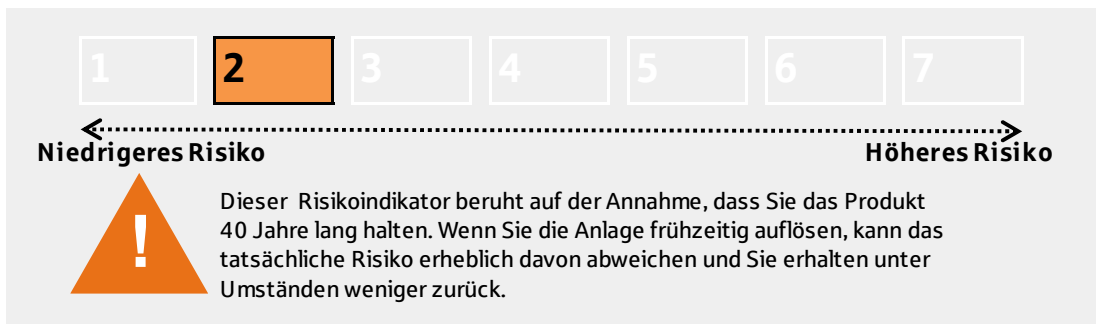 1 2 3 4 5 6 7
Niedrigeres Risiko Höheres Risiko
!
Dieser Risikoindikator beruht auf der Annahme, dass Sie das Produkt
40 Jahre lang halten. Wenn Sie die Anlage frühzeitig auflösen, kann das
tatsächliche Risiko erheblich davon abweichen und Sie erhalten unter
Umständen weniger zurück.